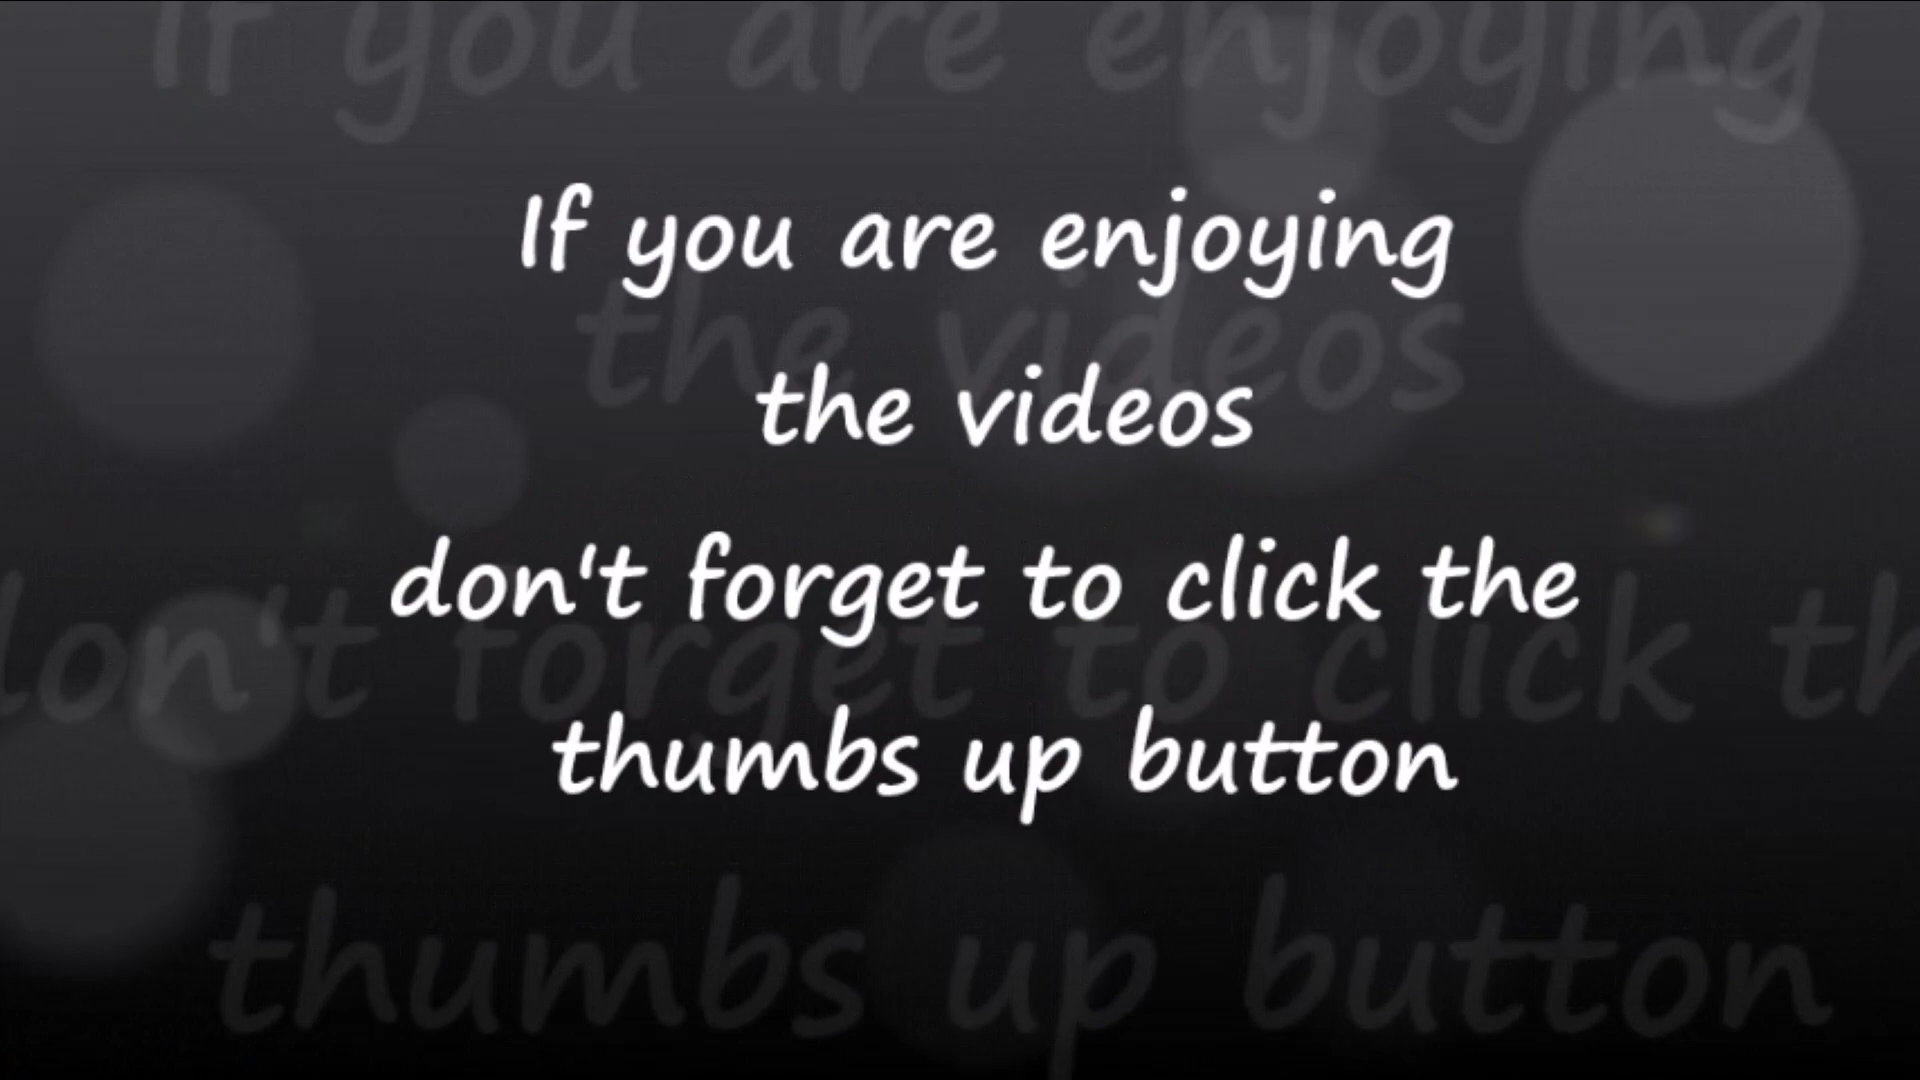 If you are enjoying
the videos
don't forget to click the
thumbs up button